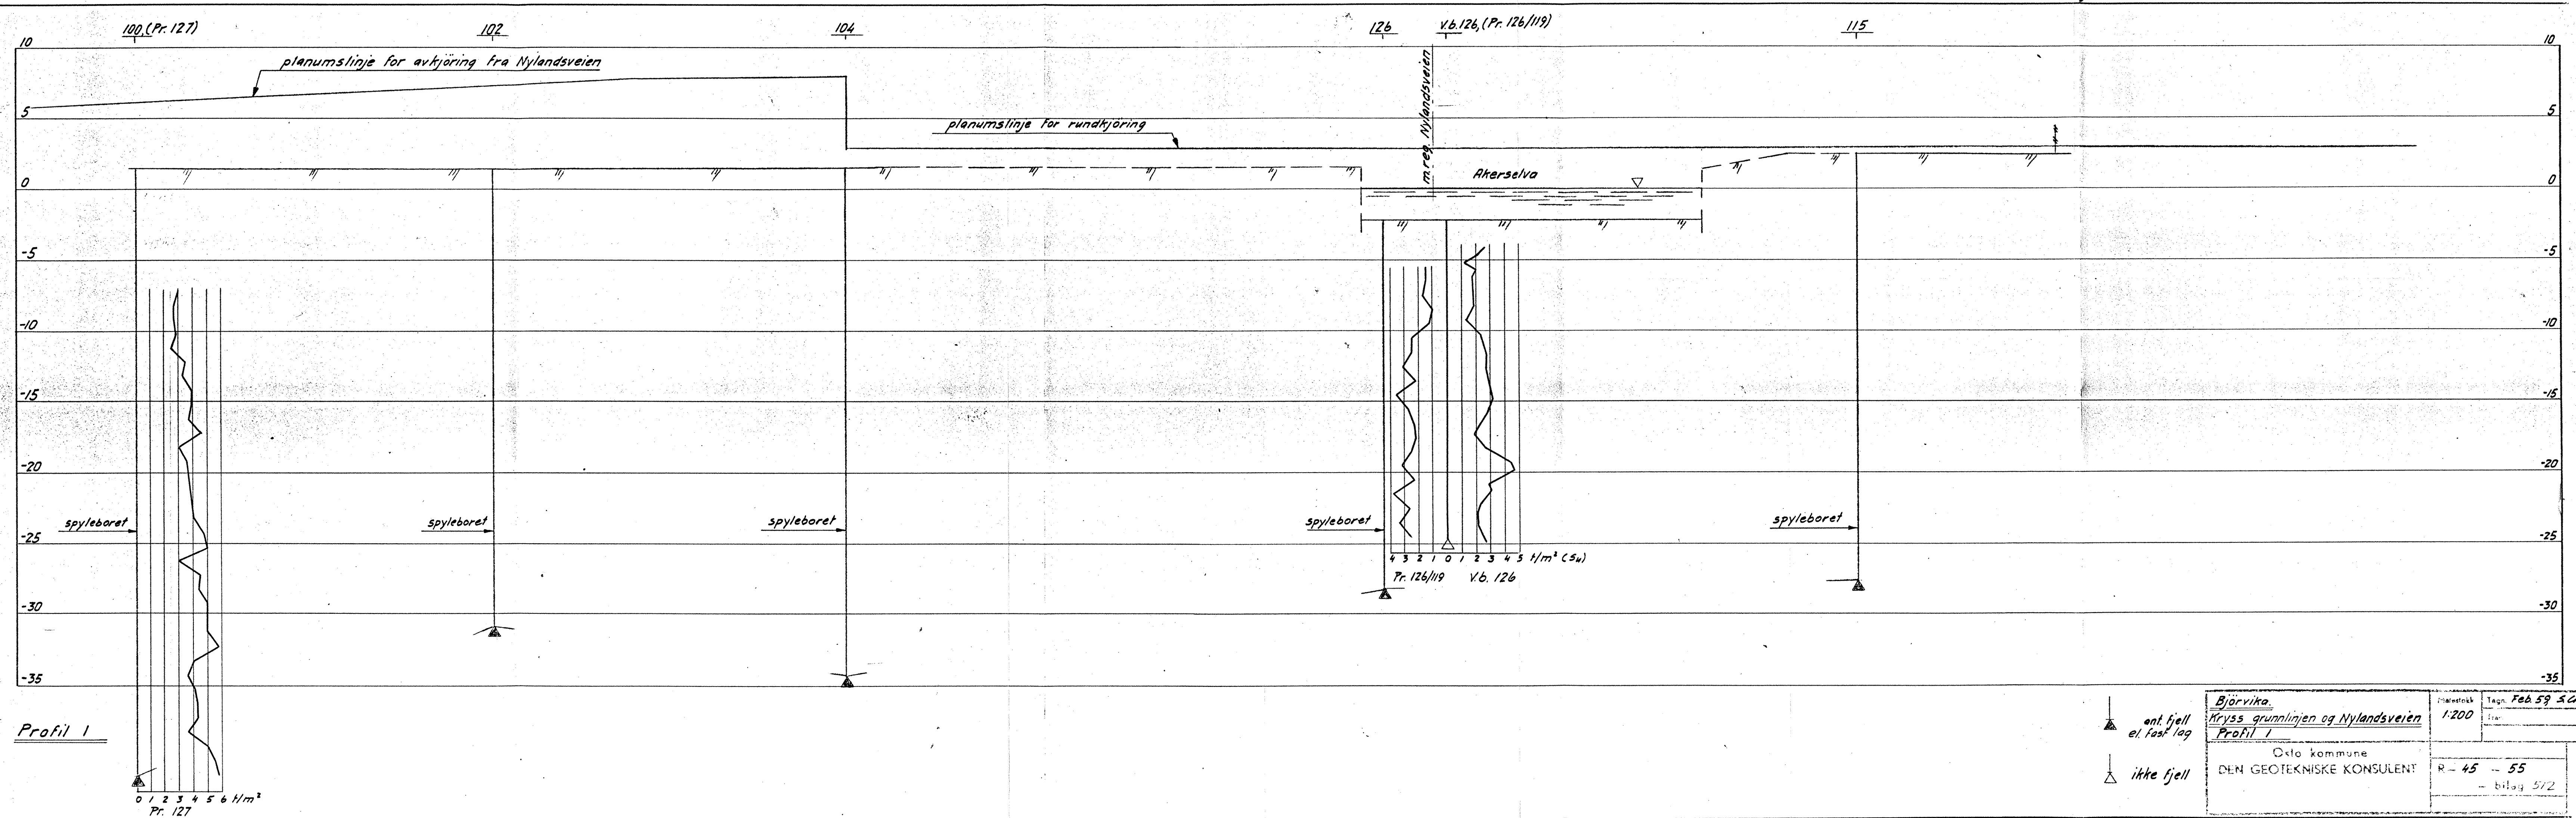 100, (Pr. 127)
102
104
126
V.b. 126, (Pr. 126/119)
115
10
10
planumslinje for avkjöring fra Nylandsveien
m. reg. Nylandsveien
5
5
planumslinje for rundkjöring
Akerselva
0
0
-5
-5
-10
-10
-15
-15
-20
-20
spyleboret
spyleboret
spyleboret
spyleboret
spyleboret
-25
-25
4 3 2 1 0 1 2 3 4 5 t/m² (Su)
Pr. 126/119
V.b. 126
-30
-30
-35
-35
Profil 1
0 1 2 3 4 5 6 t/m²
Pr. 127
ant. fjell
el. fast lag
ikke fjell
Björvika.
Kryss grunnlinjen og Nylandsveien
Profil 1
Målestokk
1:200
Tegn. Feb. 59
Oslo kommune
DEN GEOTEKNISKE KONSULENT
R - 45 - 55
- bilag 5/2